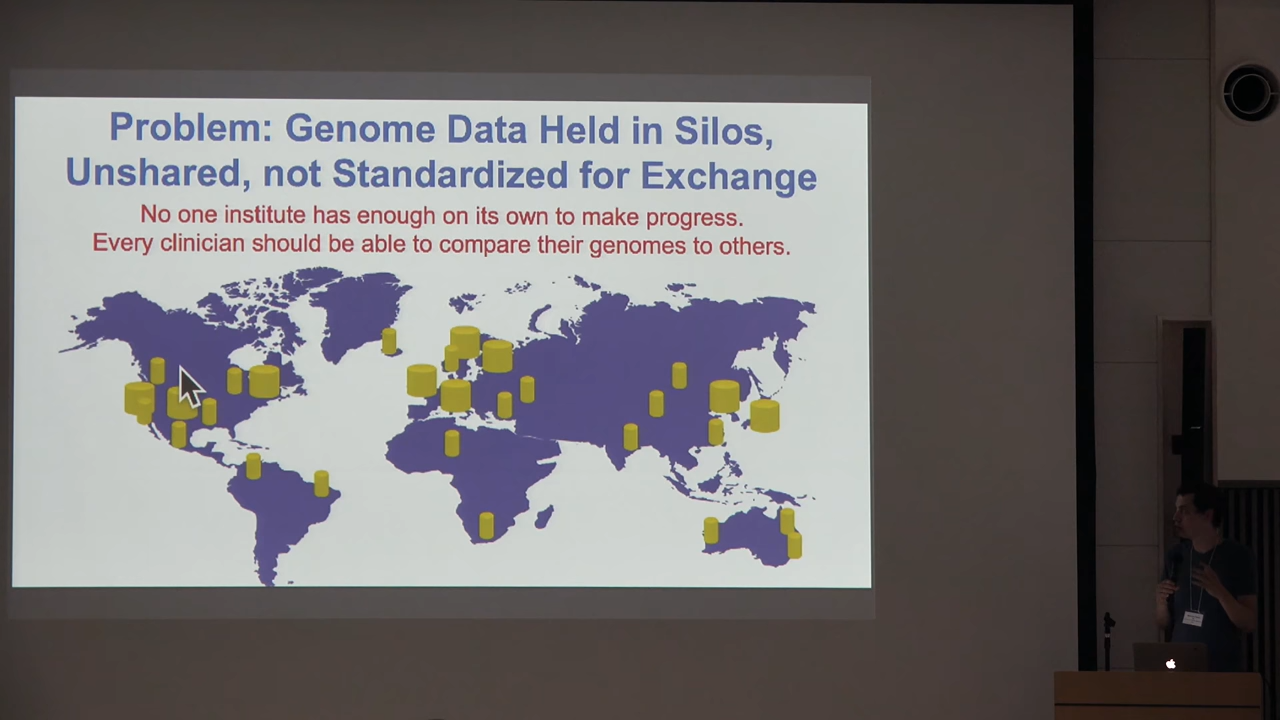 Problem: Genome Data Held in Silos,
Unshared, not Standardized for Exchange
No one institute has enough on its own to make progress.
Every clinician should be able to compare their genomes to others.